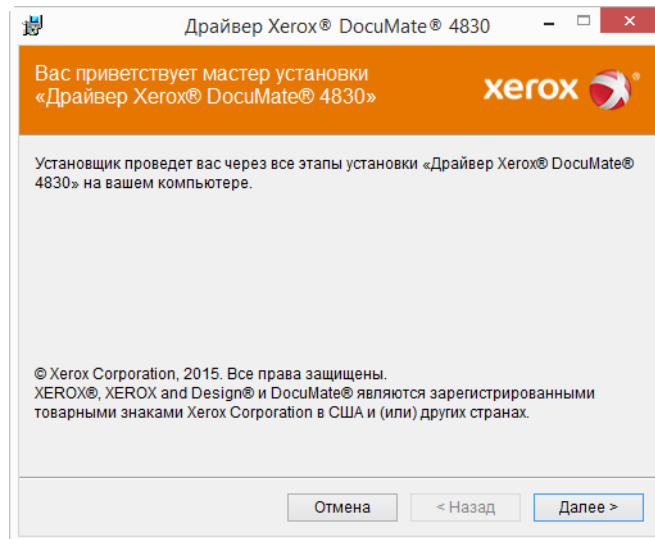 Драйвер Xerox® DocuMate® 4830
Вас приветствует мастер установки
«Драйвер Xerox® DocuMate® 4830»
xerox ®
Установщик проведет вас через все этапы установки «Драйвер Xerox® DocuMate®
4830» на вашем компьютере.
© Xerox Corporation, 2015. Все права защищены.
XEROX®, XEROX and Design® и DocuMate® являются зарегистрированными
товарными знаками Xerox Corporation в США и (или) других странах.
Отмена
< Назад
Далее >